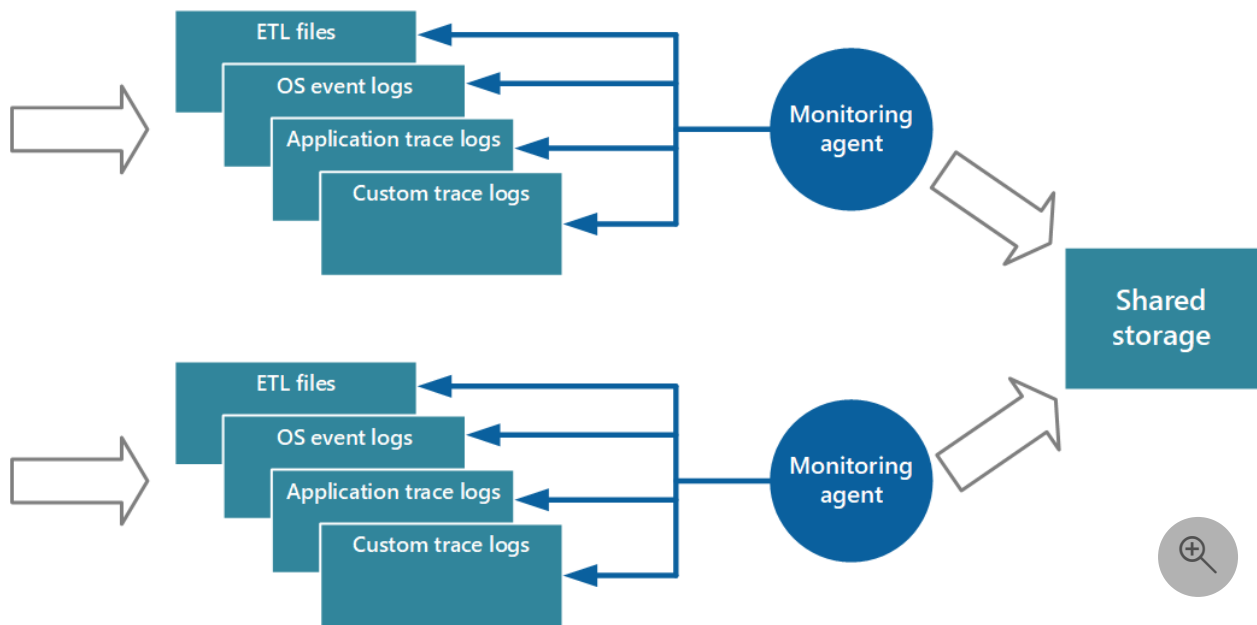 ETL files
OS event logs
Application trace logs
Custom trace logs
Monitoring
agent
Shared
storage
ETL files
OS event logs
Application trace logs
Custom trace logs
Monitoring
agent